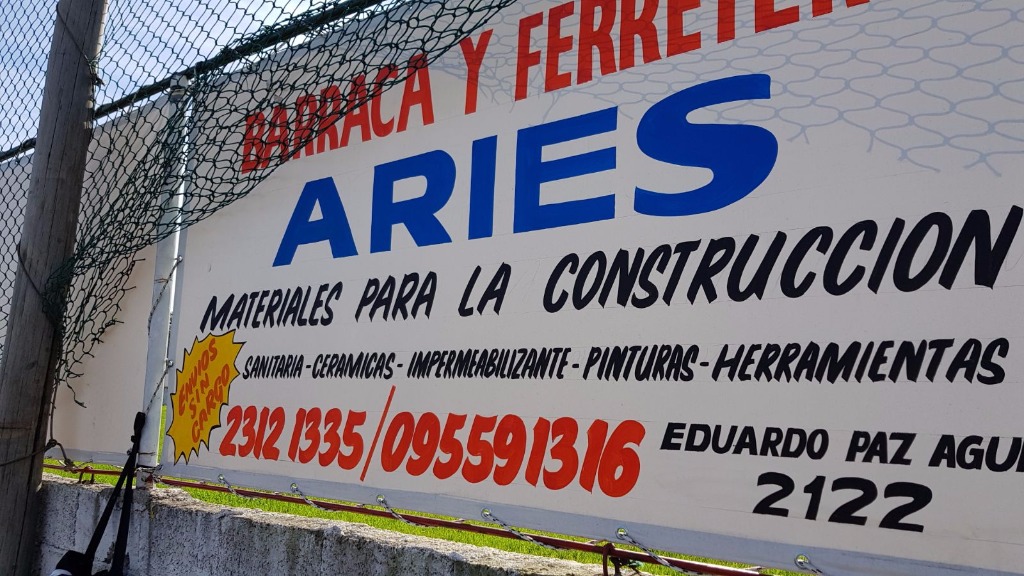 BARRACA Y FERRETER
ARIES
MATERIALES PARA LA CONSTRUCCION
ENVIOS
SIN
CARGO
SANITARIA-CERAMICAS-IMPERMEABILIZANTE-PINTURAS-HERRAMIENTAS
2312 1335/095591316
EDUARDO PAZ AGUI
2122